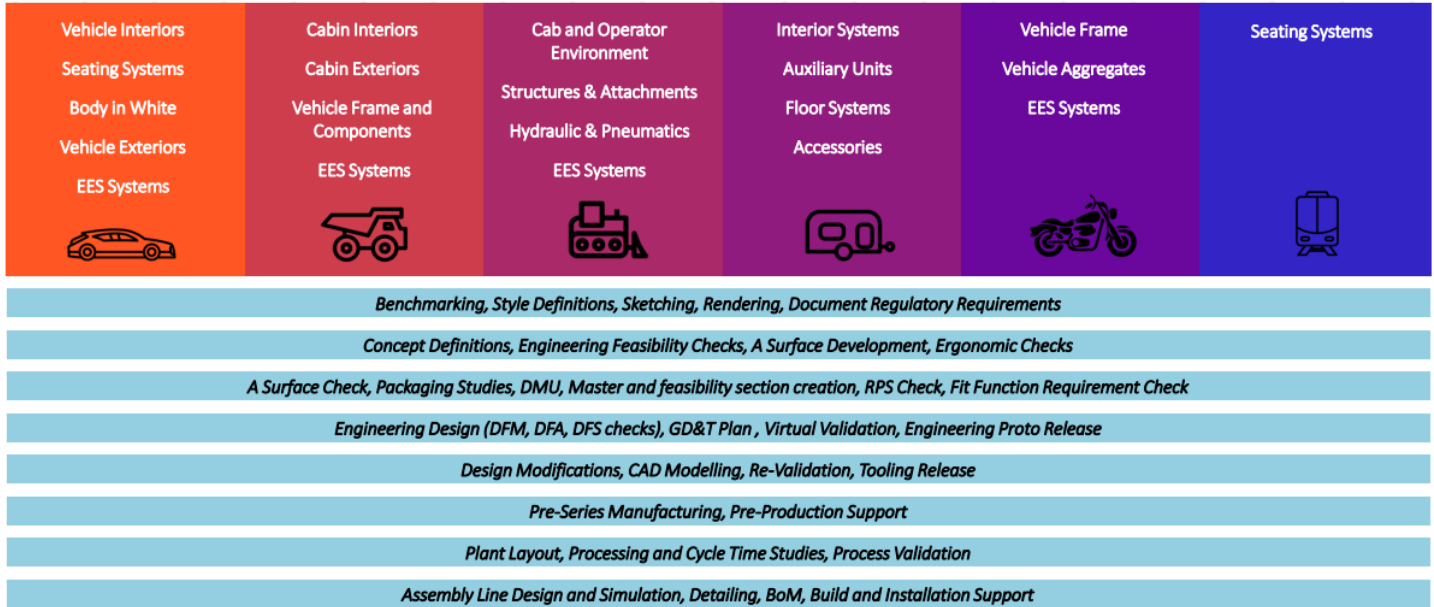 Vehicle Interiors
Seating Systems
Body in White
Vehicle Exteriors
EES Systems
Cabin Interiors
Cabin Exteriors
Vehicle Frame and
Components
EES Systems
Cab and Operator
Environment
Structures & Attachments
Hydraulic & Pneumatics
EES Systems
Interior Systems
Auxiliary Units
Floor Systems
Accessories
Vehicle Frame
Vehicle Aggregates
EES Systems
Seating Systems
Benchmarking, Style Definitions, Sketching, Rendering, Document Regulatory Requirements
Concept Definitions, Engineering Feasibility Checks, A Surface Development, Ergonomic Checks
A Surface Check, Packaging Studies, DMU, Master and feasibility section creation, RPS Check, Fit Function Requirement Check
Engineering Design (DFM, DFA, DFS checks), GD&T Plan , Virtual Validation, Engineering Proto Release
Design Modifications, CAD Modelling, Re-Validation, Tooling Release
Pre-Series Manufacturing, Pre-Production Support
Plant Layout, Processing and Cycle Time Studies, Process Validation
Assembly Line Design and Simulation, Detailing, BoM, Build and Installation Support